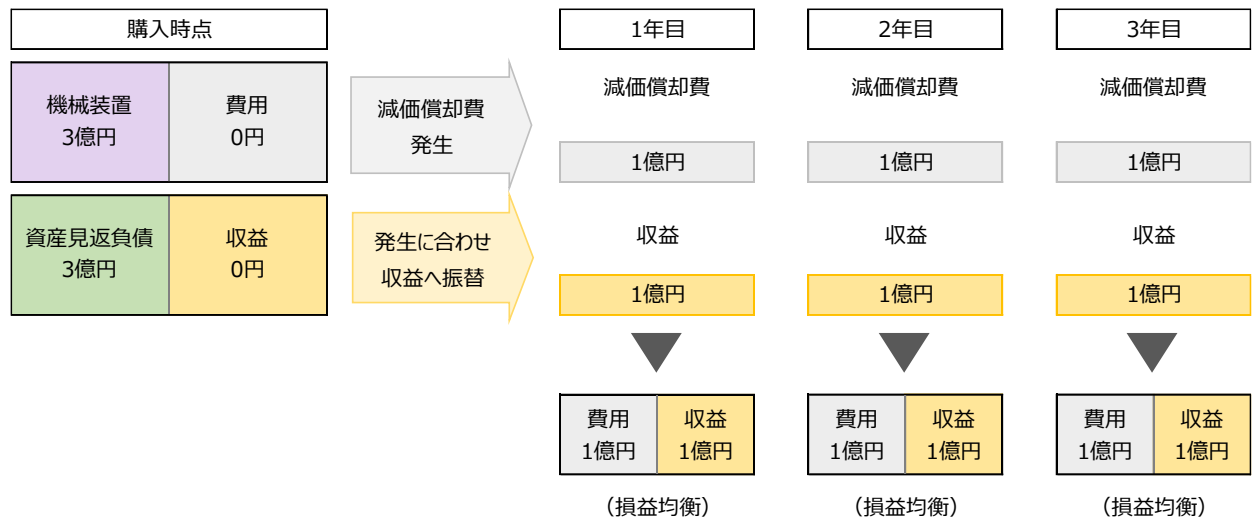 購入時点
機械装置
3億円
費用
0円
資産見返負債
3億円
収益
0円
減価償却費
発生
発生に合わせ
収益へ振替
1年目
減価償却費
1億円
収益
1億円
費用
1億円
収益
1億円
（損益均衡）
2年目
減価償却費
1億円
収益
1億円
費用
1億円
収益
1億円
（損益均衡）
3年目
減価償却費
1億円
収益
1億円
費用
1億円
収益
1億円
（損益均衡）